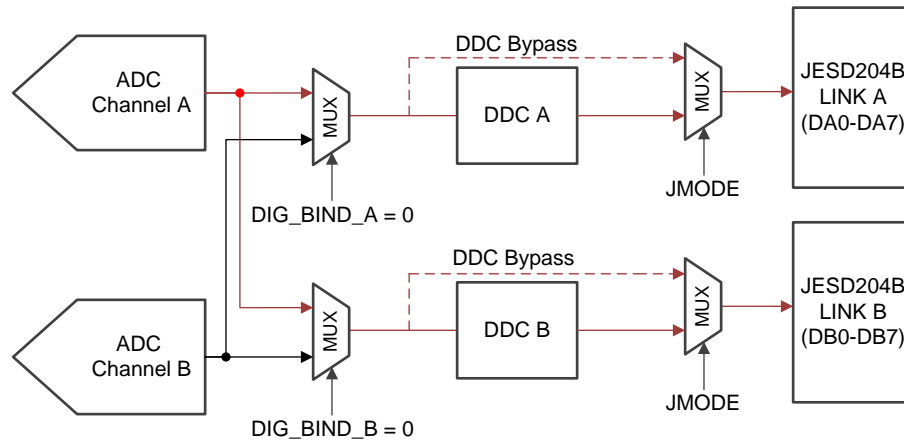 DDC Bypass
ADC
Channel A
MUX
DDC A
MUX
JESD204B
LINK A
(DA0-DA7)
JMODE
DIG_BIND_A = 0
DDC Bypass
ADC
Channel B
MUX
DDC B
MUX
JESD204B
LINK B
(DB0-DB7)
JMODE
DIG_BIND_B = 0